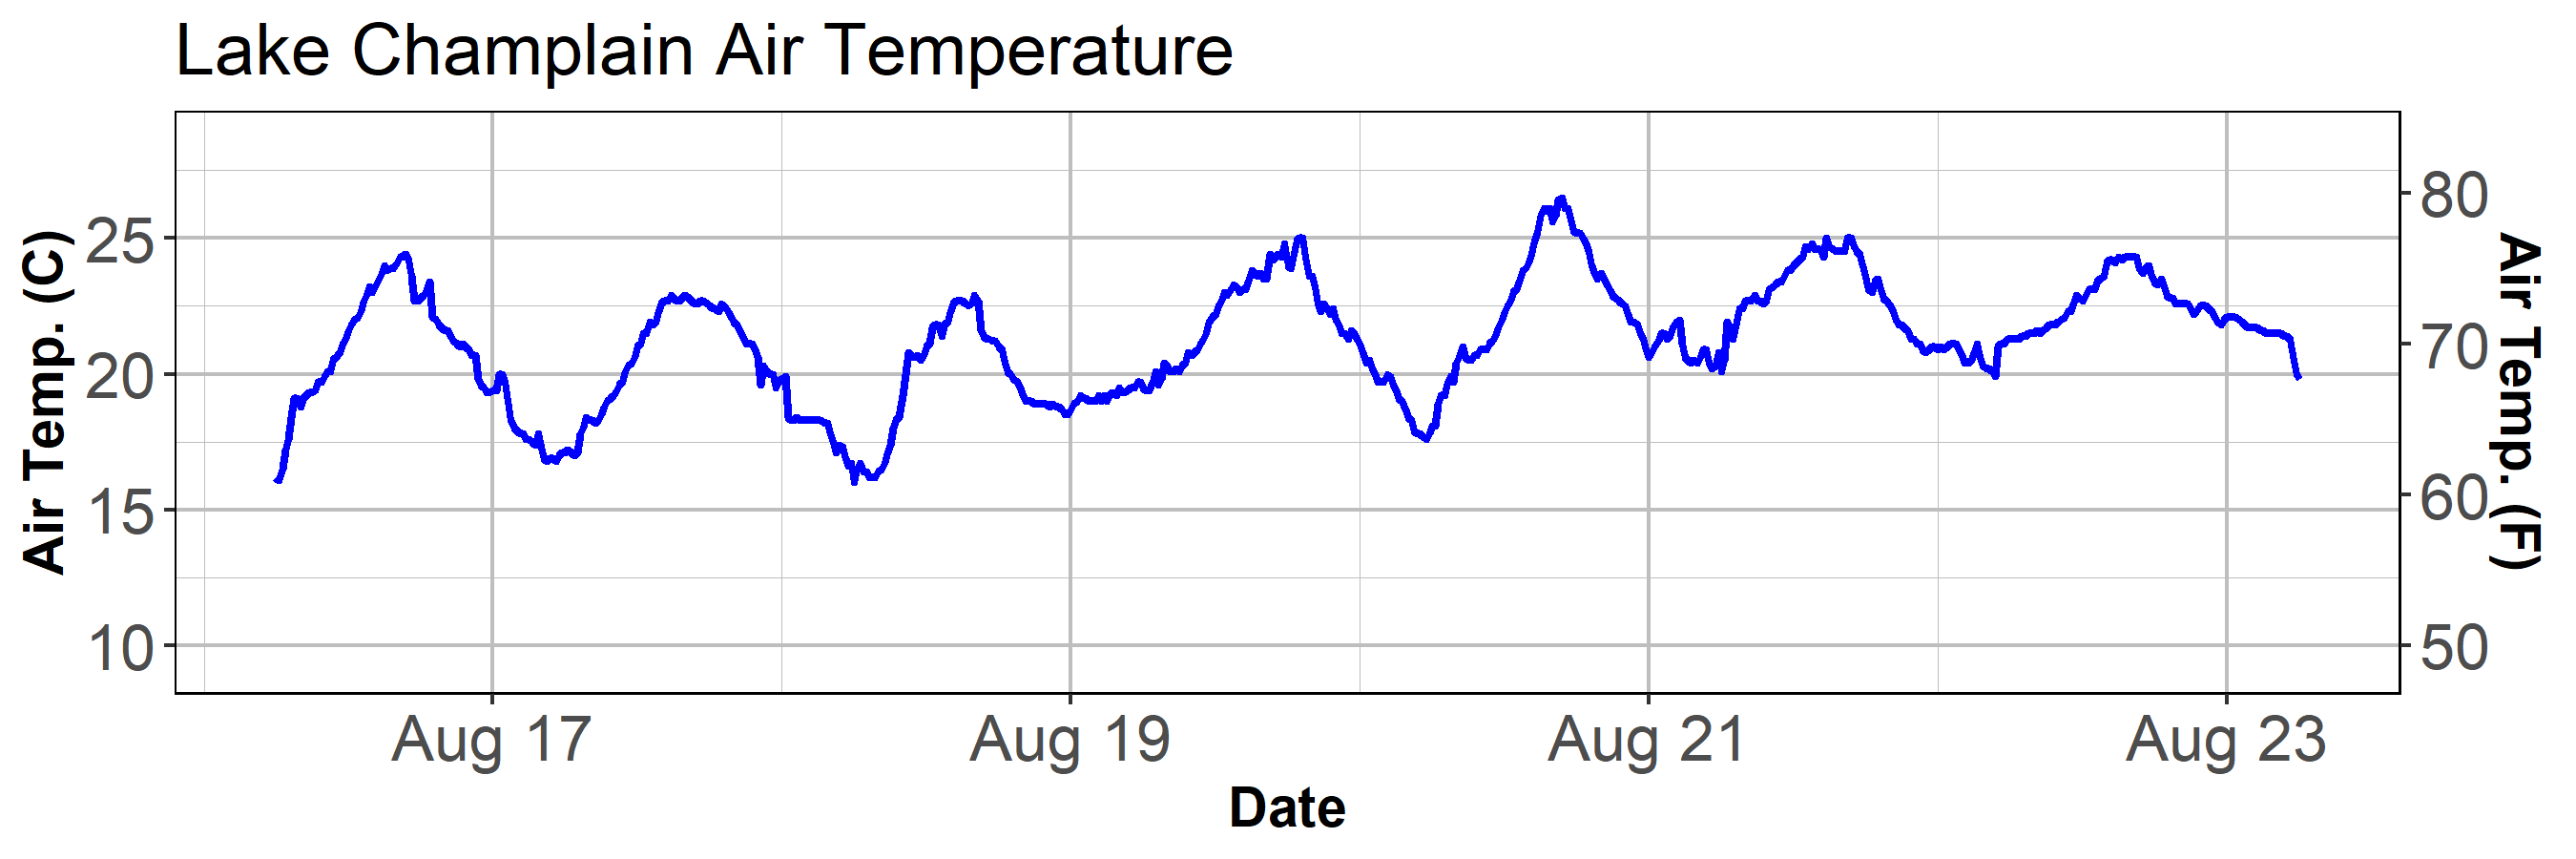 Lake Champlain Air Temperature
Air Temp. (C)
25
20
15
10
80
70
60
50
Air Temp. (F)
Aug 17
Aug 19
Aug 21
Aug 23
Date